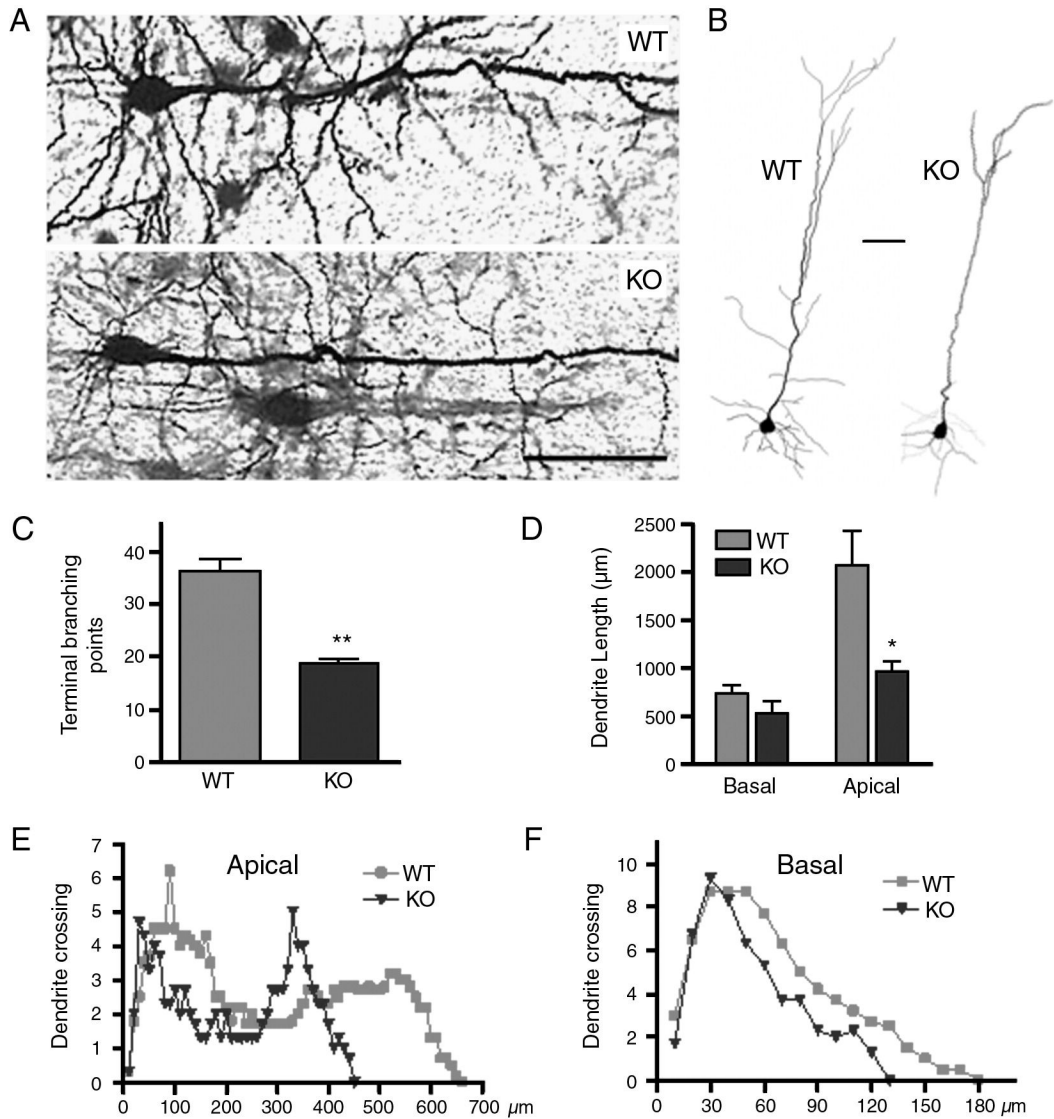 A
WT
KO
B
WT
KO
C
Terminal branching
points
40
30
20
10
0
**
WT
KO
D
Dendrite Length (µm)
2500
2000
1500
1000
500
0
WT
KO
*
Basal
Apical
E
Dendrite crossing
7
6
5
4
3
2
1
0
Apical
WT
KO
0 100 200 300 400 500 600 700 µm
F
Dendrite crossing
10
8
6
4
2
0
Basal
WT
KO
0 30 60 90 120 150 180 µm